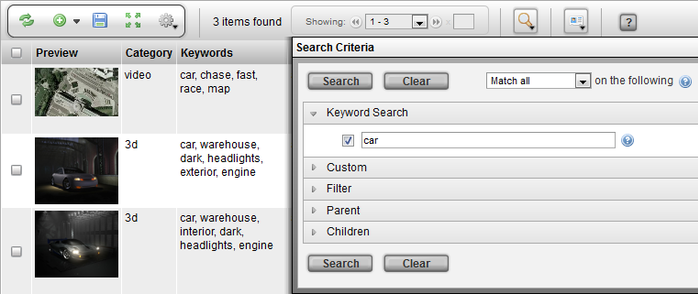 3 items found
Showing:
1 - 3
x
?
Preview
Category
Keywords
video
car, chase, fast,
race, map
3d
car, warehouse,
dark, headlights,
exterior, engine
3d
car, warehouse,
interior, dark,
headlights, engine
Search Criteria
Search
Clear
Match all
on the following
?
Keyword Search
car
?
Custom
Filter
Parent
Children
Search
Clear